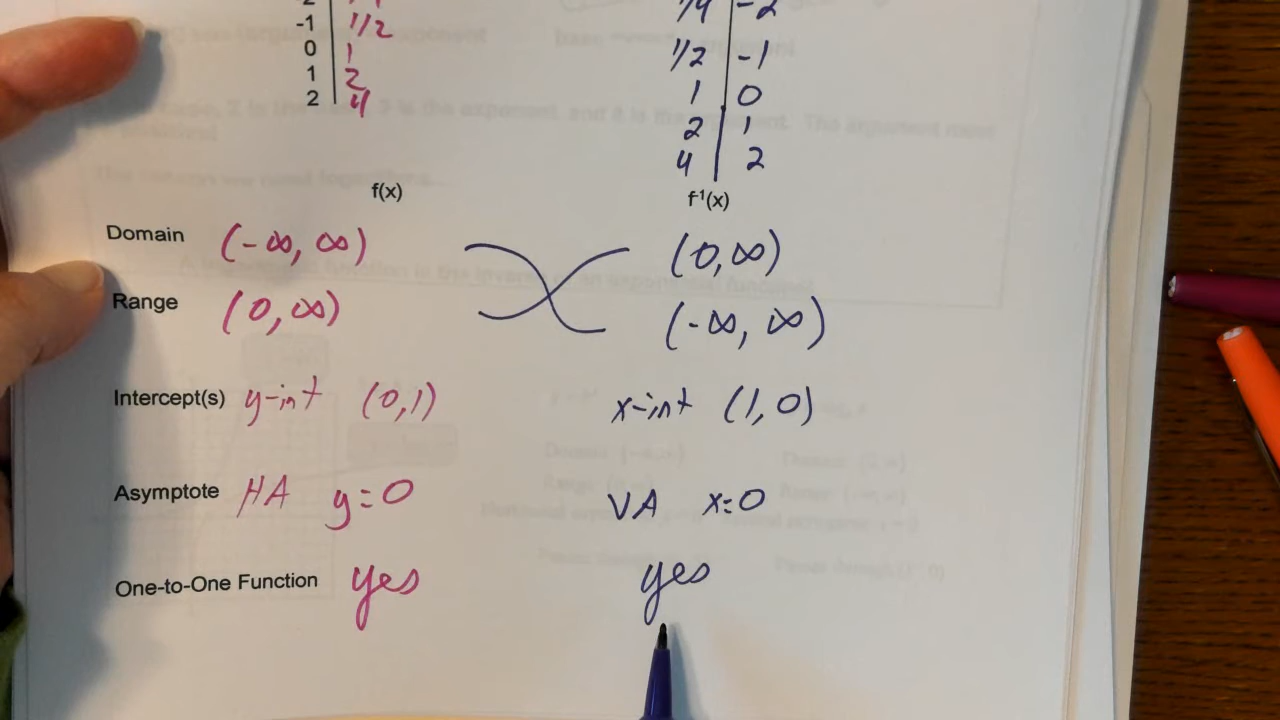 -1 1/2
0 1
1 2
2 4
1/4 -2
1/2 -1
1 0
2 1
4 2
f(x) f⁻¹(x)
Domain (-∞, ∞) (0, ∞)
Range (0, ∞) (-∞, ∞)
Intercept(s) y-int (0,1) x-int (1, 0)
Asymptote HA y=0 VA x=0
One-to-One Function yes yes